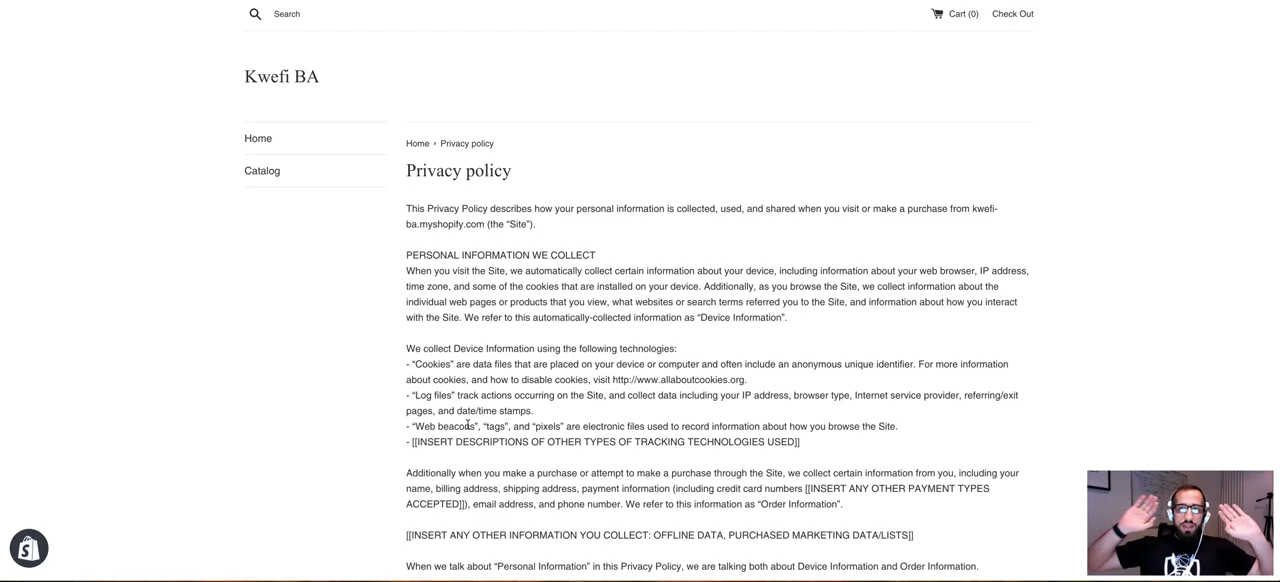 Search
Cart (0)
Check Out
Kwefi BA
Home
Catalog
Home › Privacy policy
Privacy policy
This Privacy Policy describes how your personal information is collected, used, and shared when you visit or make a purchase from kwefi-
ba.myshopify.com (the “Site”).
PERSONAL INFORMATION WE COLLECT
When you visit the Site, we automatically collect certain information about your device, including information about your web browser, IP address,
time zone, and some of the cookies that are installed on your device. Additionally, as you browse the Site, we collect information about the
individual web pages or products that you view, what websites or search terms referred you to the Site, and information about how you interact
with the Site. We refer to this automatically-collected information as “Device Information”.
We collect Device Information using the following technologies:
- “Cookies” are data files that are placed on your device or computer and often include an anonymous unique identifier. For more information
about cookies, and how to disable cookies, visit http://www.allaboutcookies.org.
- “Log files” track actions occurring on the Site, and collect data including your IP address, browser type, Internet service provider, referring/exit
pages, and date/time stamps.
- “Web beacons”, “tags”, and “pixels” are electronic files used to record information about how you browse the Site.
- [[INSERT DESCRIPTIONS OF OTHER TYPES OF TRACKING TECHNOLOGIES USED]]
Additionally when you make a purchase or attempt to make a purchase through the Site, we collect certain information from you, including your
name, billing address, shipping address, payment information (including credit card numbers [[INSERT ANY OTHER PAYMENT TYPES
ACCEPTED]]), email address, and phone number. We refer to this information as “Order Information”.
[[INSERT ANY OTHER INFORMATION YOU COLLECT: OFFLINE DATA, PURCHASED MARKETING DATA/LISTS]]
When we talk about “Personal Information” in this Privacy Policy, we are talking both about Device Information and Order Information.